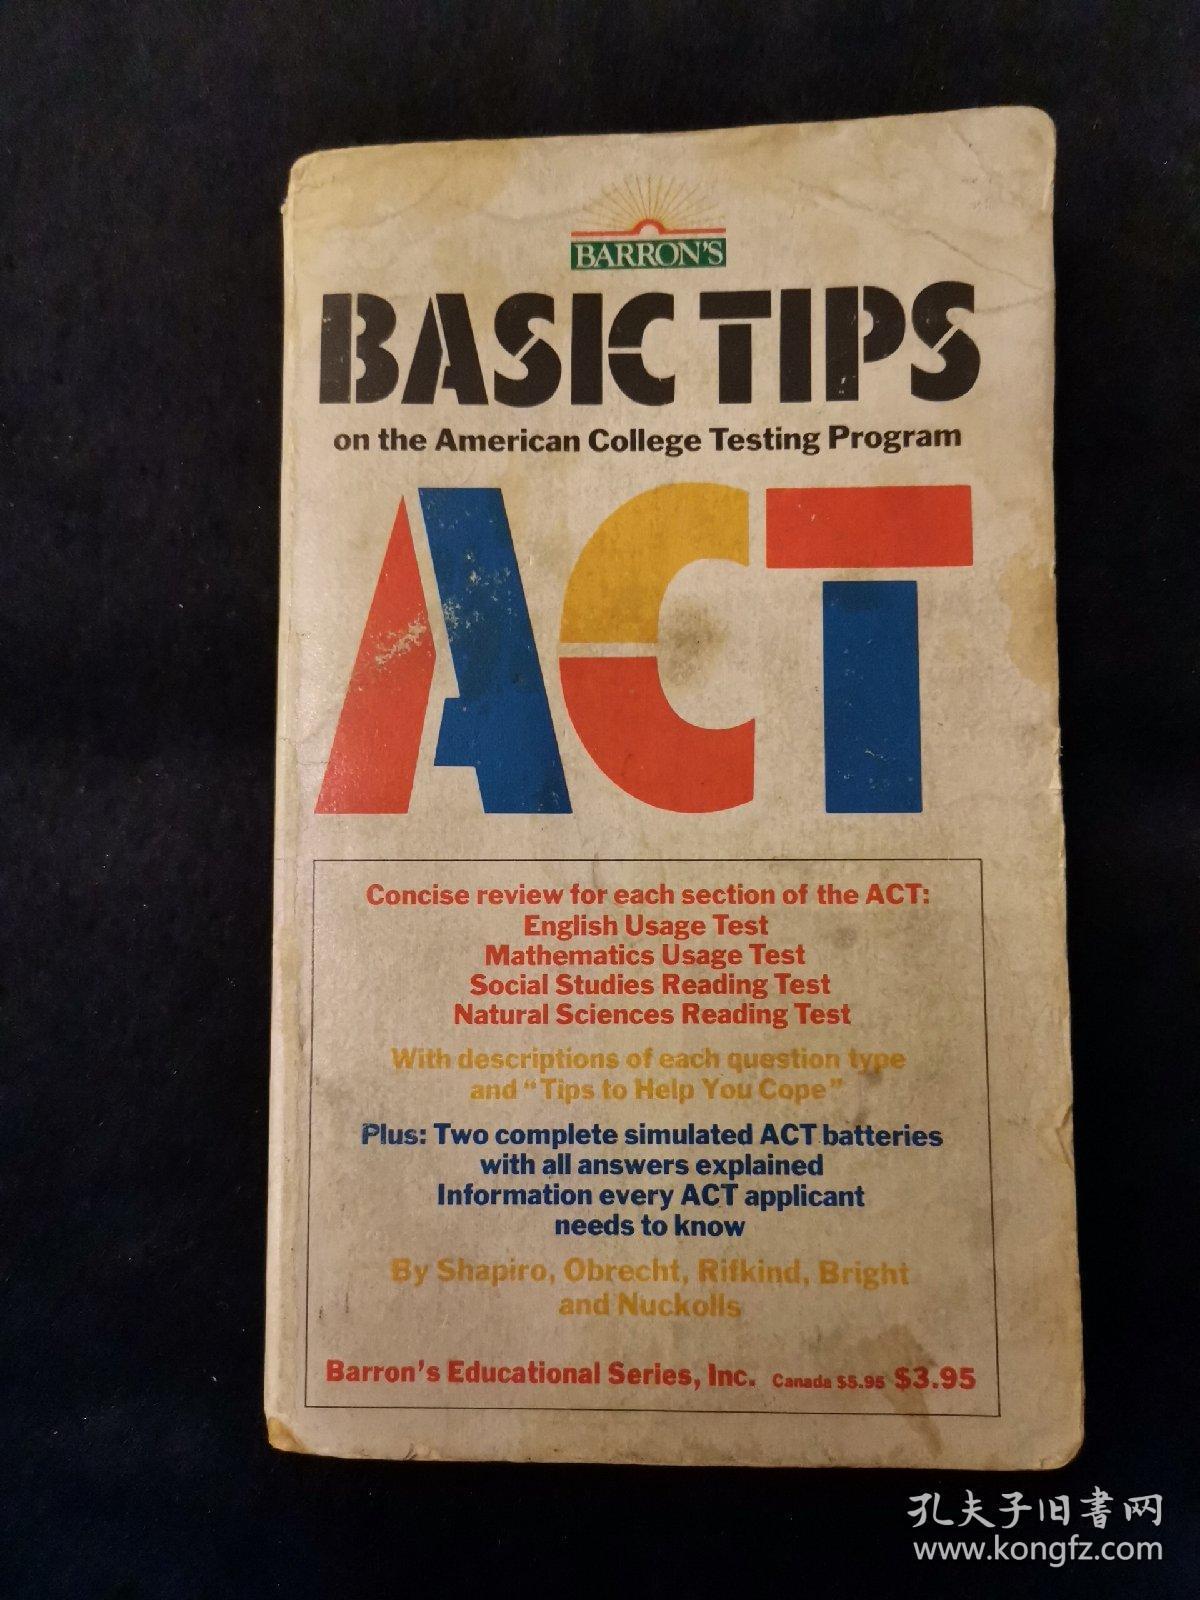 BARRON'S
BASIC TIPS
on the American College Testing Program
ACT
Concise review for each section of the ACT:
English Usage Test
Mathematics Usage Test
Social Studies Reading Test
Natural Sciences Reading Test
With descriptions of each question type
and "Tips to Help You Cope"
Plus: Two complete simulated ACT batteries
with all answers explained
Information every ACT applicant
needs to know
By Shapiro, Obrecht, Rifkind, Bright
and Nuckolls
Barron's Educational Series, Inc. Canada $5.95 $3.95
孔夫子旧书网
www.kongfz.com